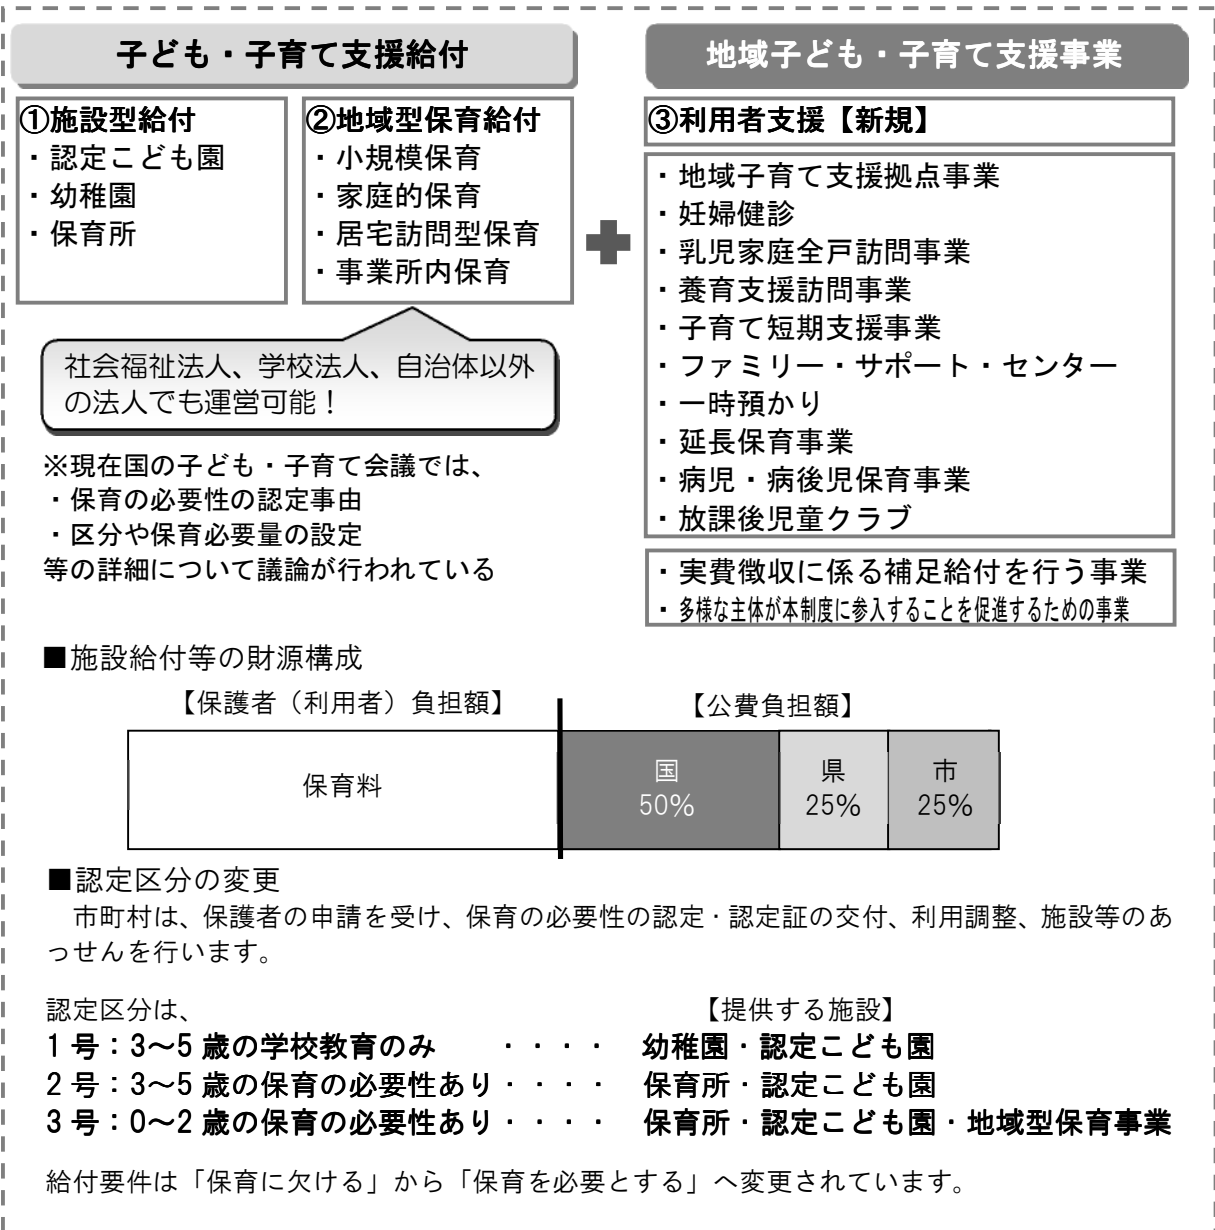 子ども・子育て支援給付
①施設型給付
・認定こども園
・幼稚園
・保育所
②地域型保育給付
・小規模保育
・家庭的保育
・居宅訪問型保育
・事業所内保育
社会福祉法人、学校法人、自治体以外
の法人でも運営可能！
※現在国の子ども・子育て会議では、
・保育の必要性の認定事由
・区分や保育必要量の設定
等の詳細について議論が行われている
地域子ども・子育て支援事業
③利用者支援【新規】
・地域子育て支援拠点事業
・妊婦健診
・乳児家庭全戸訪問事業
・養育支援訪問事業
・子育て短期支援事業
・ファミリー・サポート・センター
・一時預かり
・延長保育事業
・病児・病後児保育事業
・放課後児童クラブ
・実費徴収に係る補足給付を行う事業
・多様な主体が本制度に参入することを促進するための事業
■施設給付等の財源構成
【保護者（利用者）負担額】
【公費負担額】
保育料
国
50%
県
25%
市
25%
■認定区分の変更
市町村は、保護者の申請を受け、保育の必要性の認定・認定証の交付、利用調整、施設等のあ
っせんを行います。
認定区分は、 【提供する施設】
1号：3～5歳の学校教育のみ ・・・・ 幼稚園・認定こども園
2号：3～5歳の保育の必要性あり・・・・ 保育所・認定こども園
3号：0～2歳の保育の必要性あり・・・・ 保育所・認定こども園・地域型保育事業
給付要件は「保育に欠ける」から「保育を必要とする」へ変更されています。